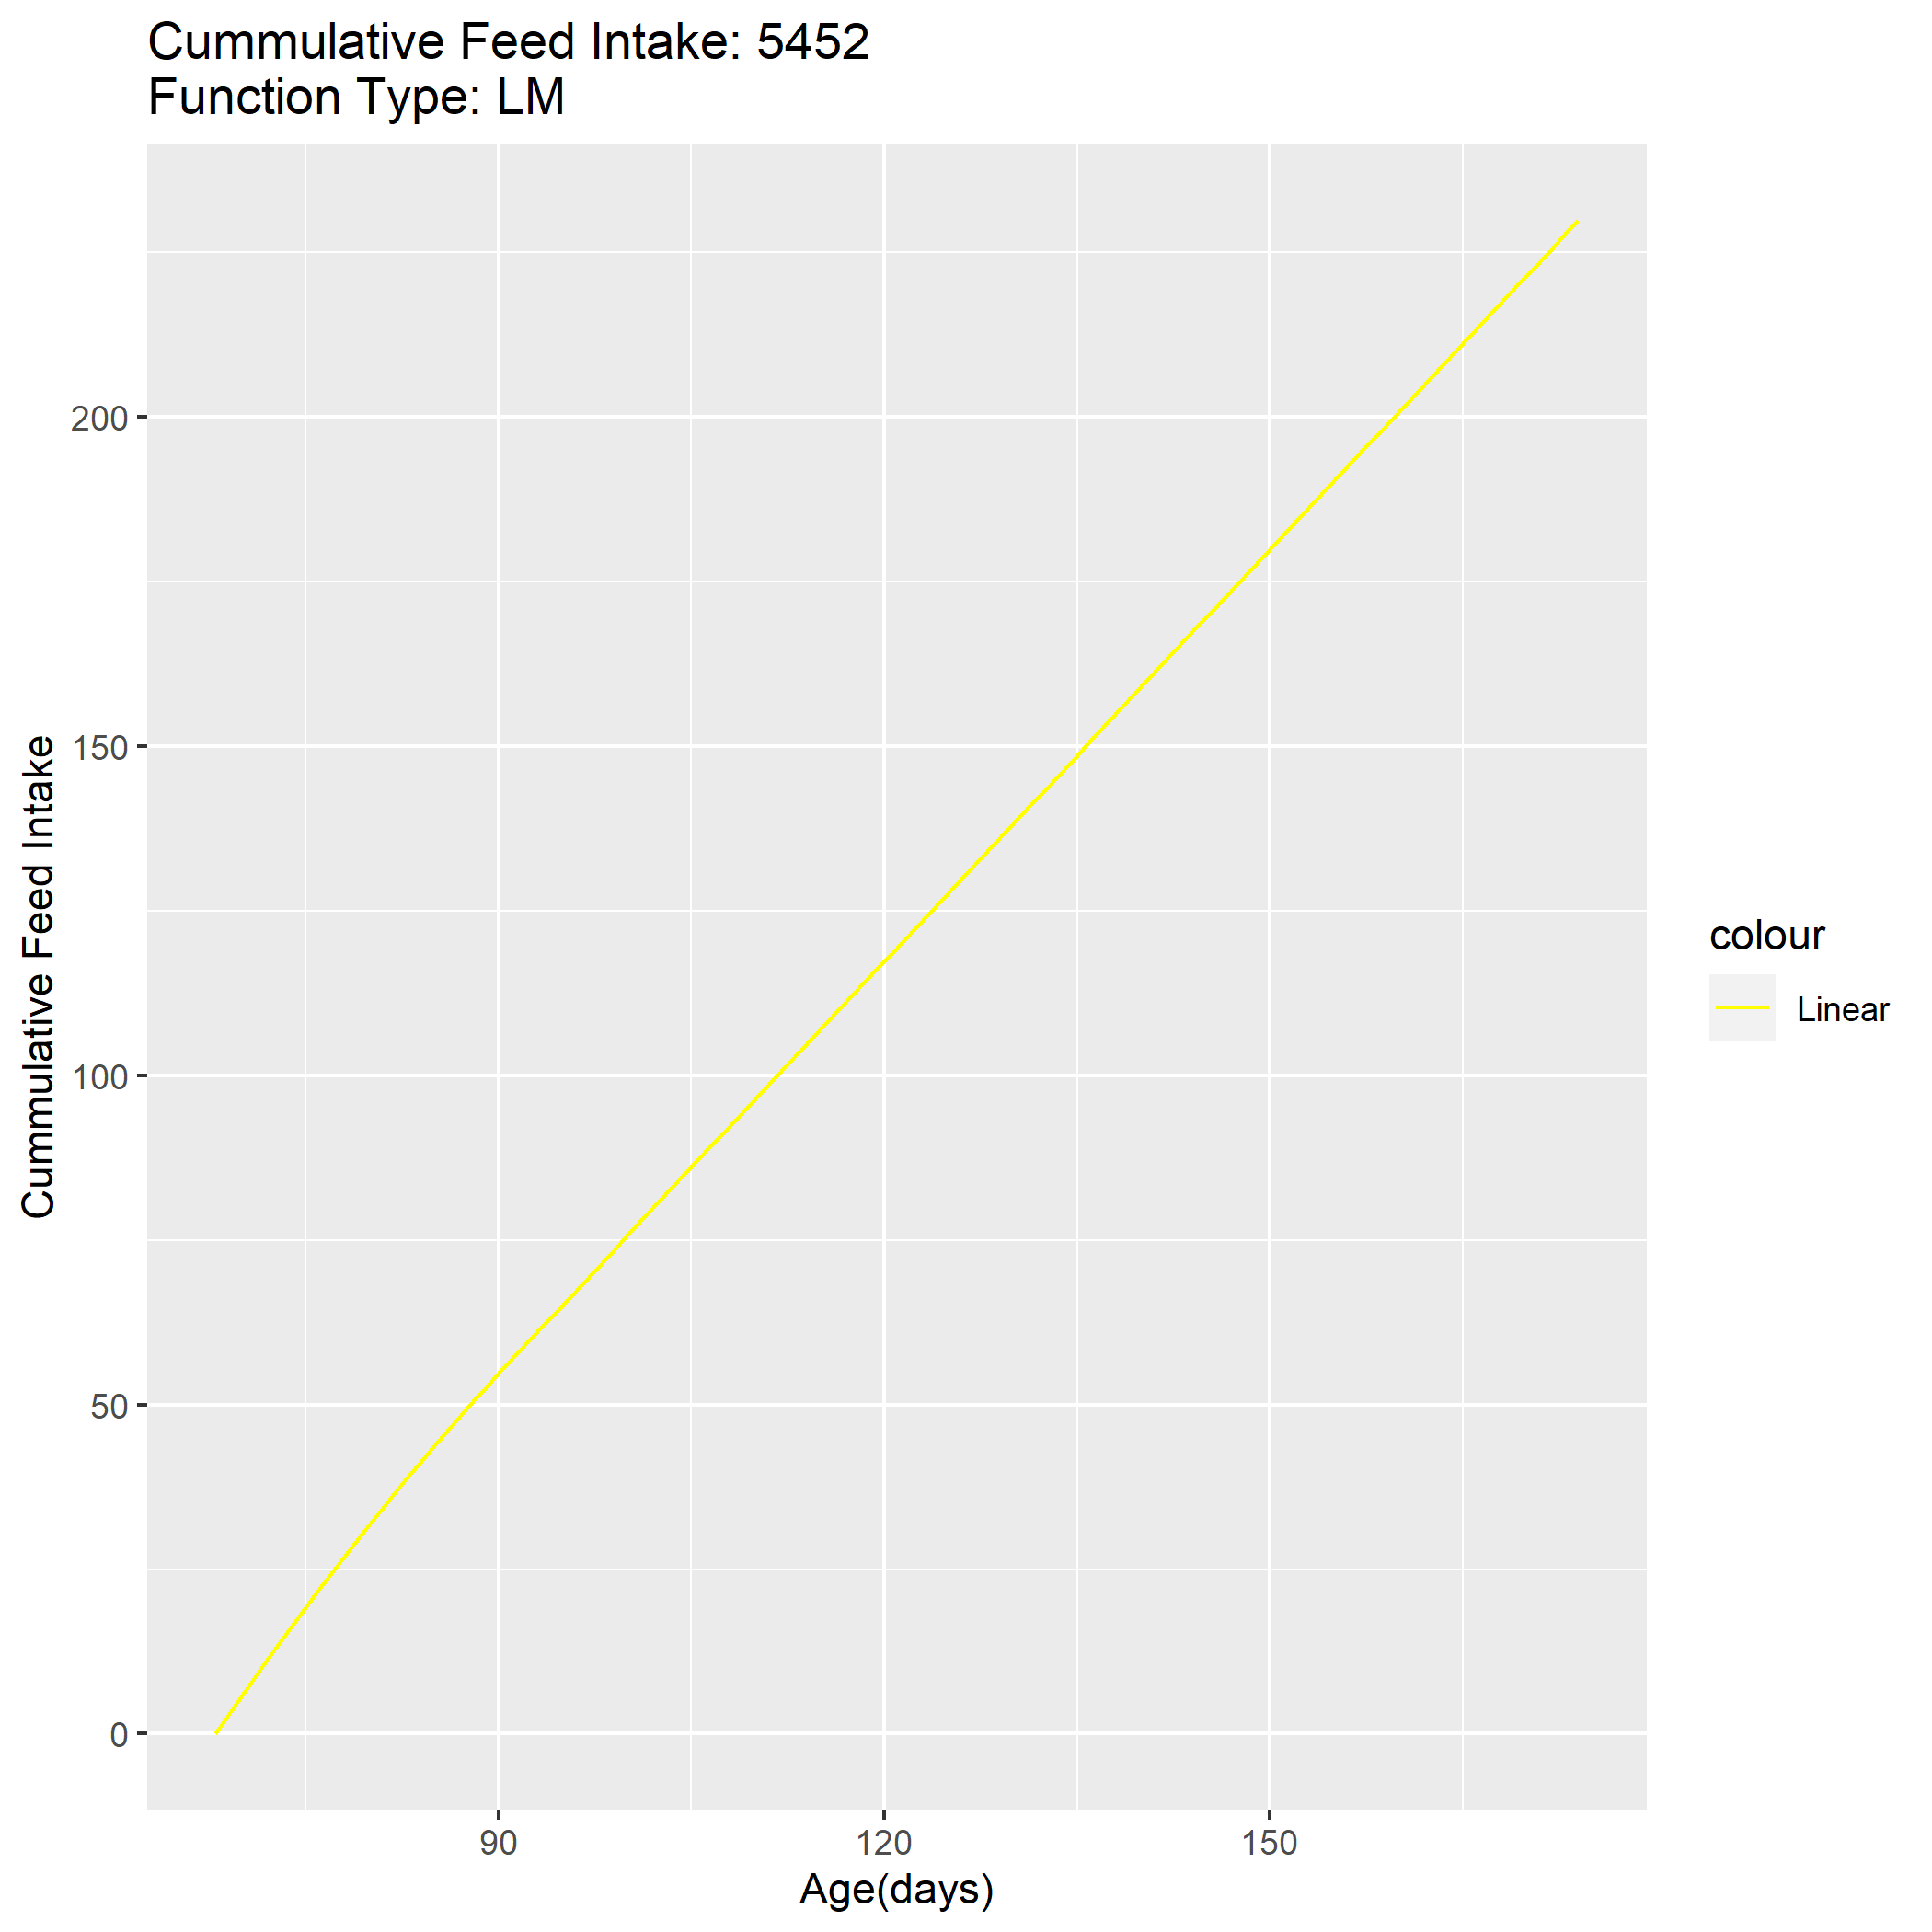 Cummulative Feed Intake: 5452
Function Type: LM
Cummulative Feed Intake
200
150
100
50
0
90
120
150
Age(days)
colour
Linear